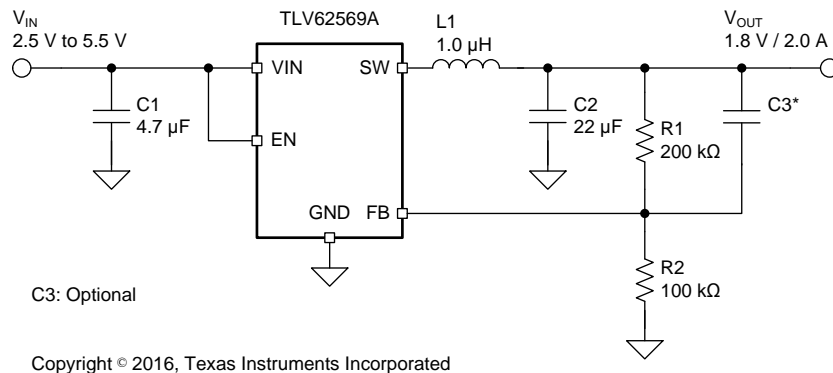 V_IN
2.5 V to 5.5 V
TLV62569A
L1
1.0 µH
V_OUT
1.8 V / 2.0 A
VIN
SW
C1
4.7 µF
EN
C2
22 µF
R1
200 kΩ
C3*
GND
FB
R2
100 kΩ
C3: Optional
Copyright © 2016, Texas Instruments Incorporated